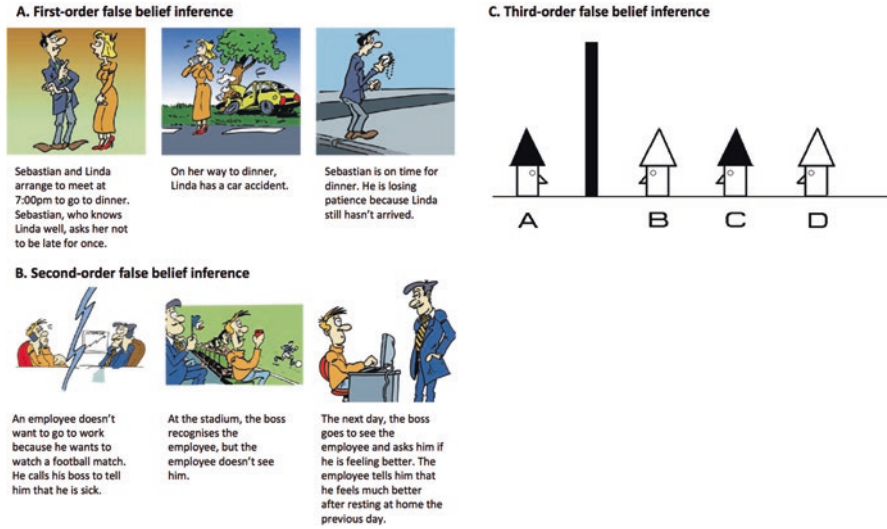 A. First-order false belief inference
Sebastian and Linda
arrange to meet at
7:00pm to go to dinner.
Sebastian, who knows
Linda well, asks her not
to be late for once.
On her way to dinner,
Linda has a car accident.
Sebastian is on time for
dinner. He is losing
patience because Linda
still hasn't arrived.
B. Second-order false belief inference
An employee doesn't
want to go to work
because he wants to
watch a football match.
He calls his boss to tell
him that he is sick.
At the stadium, the boss
recognises the
employee, but the
employee doesn't see
him.
The next day, the boss
goes to see the
employee and asks him if
he is feeling better. The
employee tells him that
he feels much better
after resting at home the
previous day.
C. Third-order false belief inference
A B C D